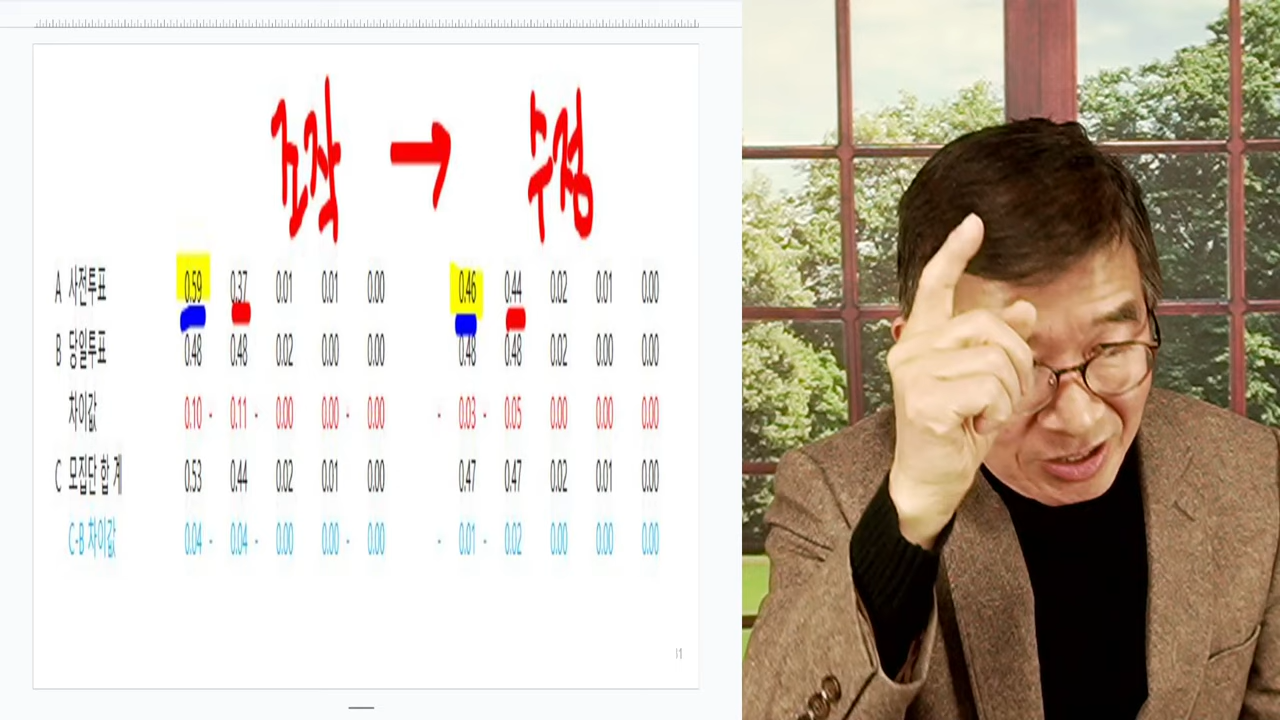 조작 → 수정
A 사전투표 0.59 0.37 0.01 0.01 0.00 0.46 0.44 0.02 0.01 0.00
B 당일투표 0.48 0.48 0.02 0.00 0.00 0.48 0.48 0.02 0.00 0.00
차이값 0.10 - 0.11 - 0.00 0.00 - 0.00 - 0.03 - 0.05 0.00 0.00 0.00
C 모집단 합 계 0.53 0.44 0.02 0.01 0.00 0.47 0.47 0.02 0.01 0.00
C-B 차이값 0.04 - 0.04 - 0.00 0.00 - 0.00 - 0.01 - 0.02 0.00 0.00 0.00